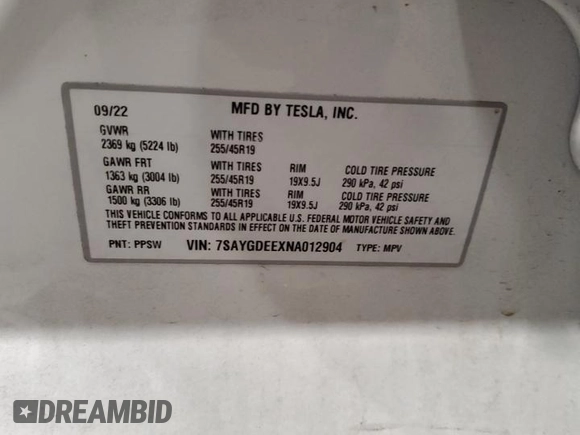 09/22 MFD BY TESLA, INC.
GVWR WITH TIRES
2369 kg (5224 lb) 255/45R19
GAWR FRT WITH TIRES RIM COLD TIRE PRESSURE
1363 kg (3004 lb) 255/45R19 19X9.5J 290 kPa, 42 psi
GAWR RR WITH TIRES RIM COLD TIRE PRESSURE
1500 kg (3306 lb) 255/45R19 19X9.5J 290 kPa, 42 psi
THIS VEHICLE CONFORMS TO ALL APPLICABLE U.S. FEDERAL MOTOR VEHICLE SAFETY AND
THEFT PREVENTION STANDARDS IN EFFECT ON THE DATE OF MANUFACTURE SHOWN ABOVE.
PNT: PPSW VIN: 7SAYGDEEXNA012904 TYPE: MPV
DREAMBID